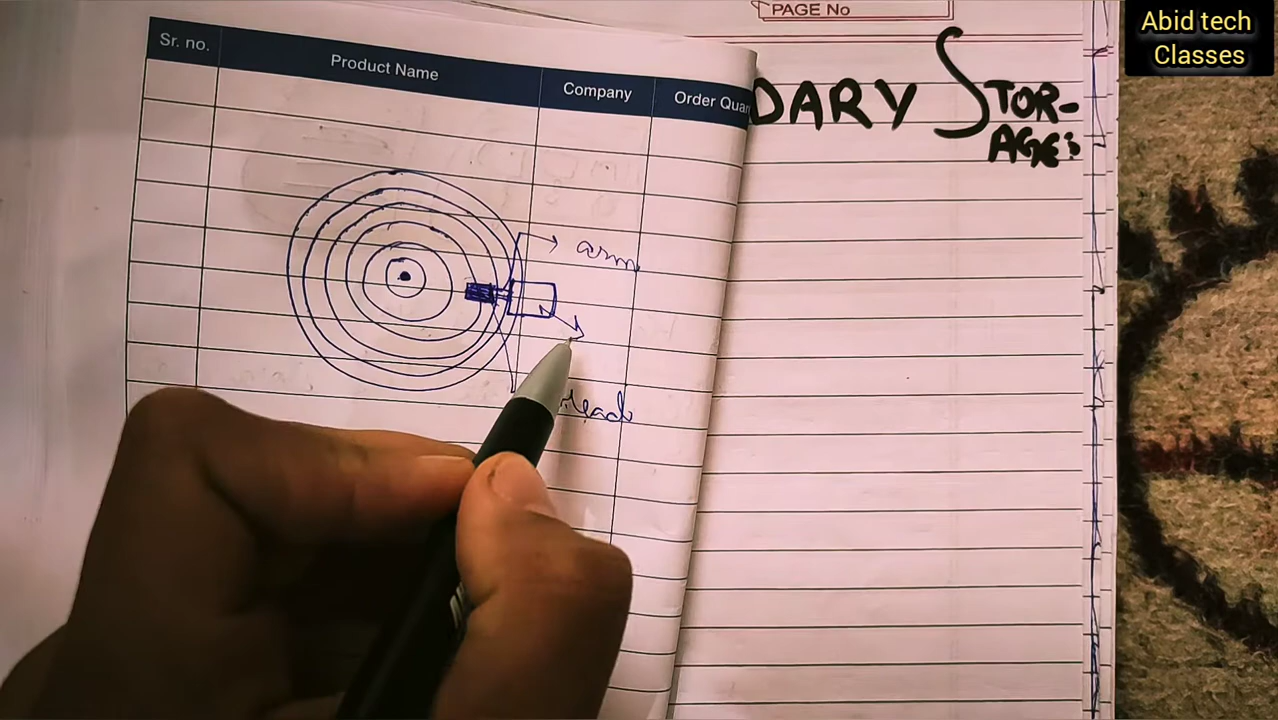 PAGE No
Abid tech
Classes
Sr. no.
Product Name
Company
Order Quan
DARY STOR-
AGE:
arm
Head